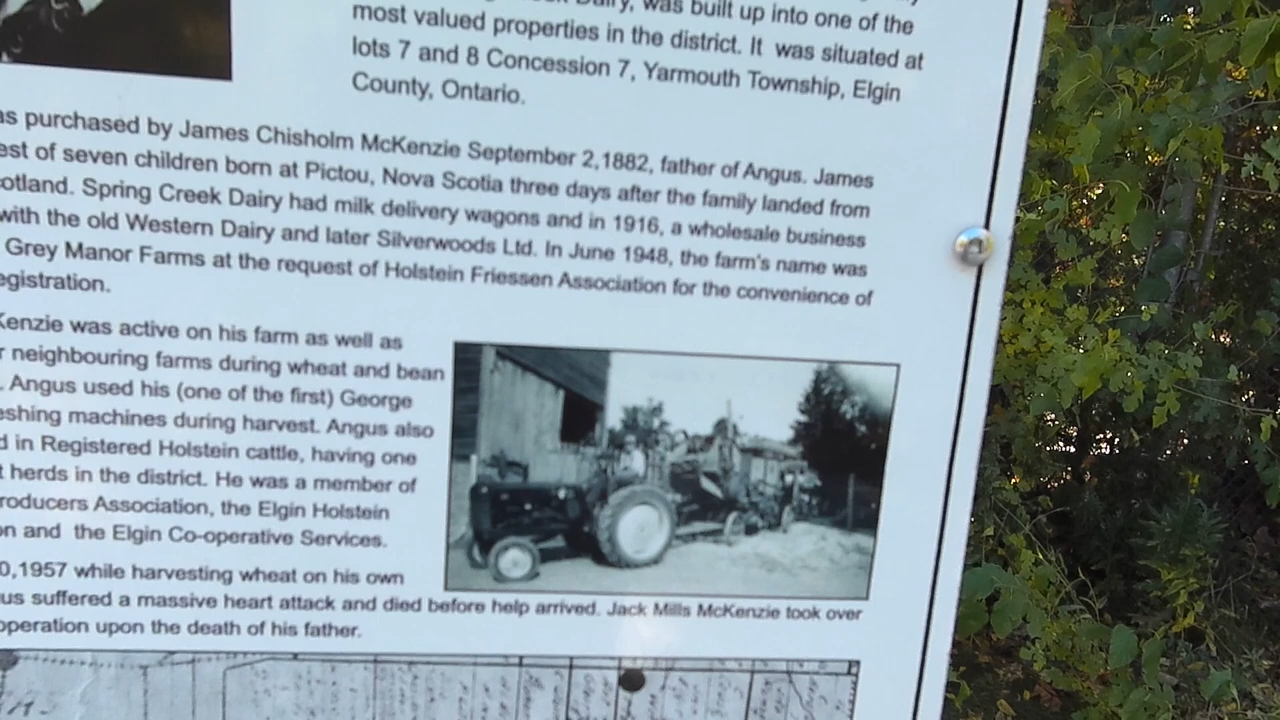 Dairy, was built up into one of the
most valued properties in the district. It was situated at
lots 7 and 8 Concession 7, Yarmouth Township, Elgin
County, Ontario.
as purchased by James Chisholm McKenzie September 2,1882, father of Angus. James
est of seven children born at Pictou, Nova Scotia three days after the family landed from
otland. Spring Creek Dairy had milk delivery wagons and in 1916, a wholesale business
with the old Western Dairy and later Silverwoods Ltd. In June 1948, the farm's name was
Grey Manor Farms at the request of Holstein Friessen Association for the convenience of
egistration.
Kenzie was active on his farm as well as
r neighbouring farms during wheat and bean
. Angus used his (one of the first) George
eshing machines during harvest. Angus also
d in Registered Holstein cattle, having one
t herds in the district. He was a member of
roducers Association, the Elgin Holstein
on and the Elgin Co-operative Services.
0,1957 while harvesting wheat on his own
us suffered a massive heart attack and died before help arrived. Jack Mills McKenzie took over
operation upon the death of his father.